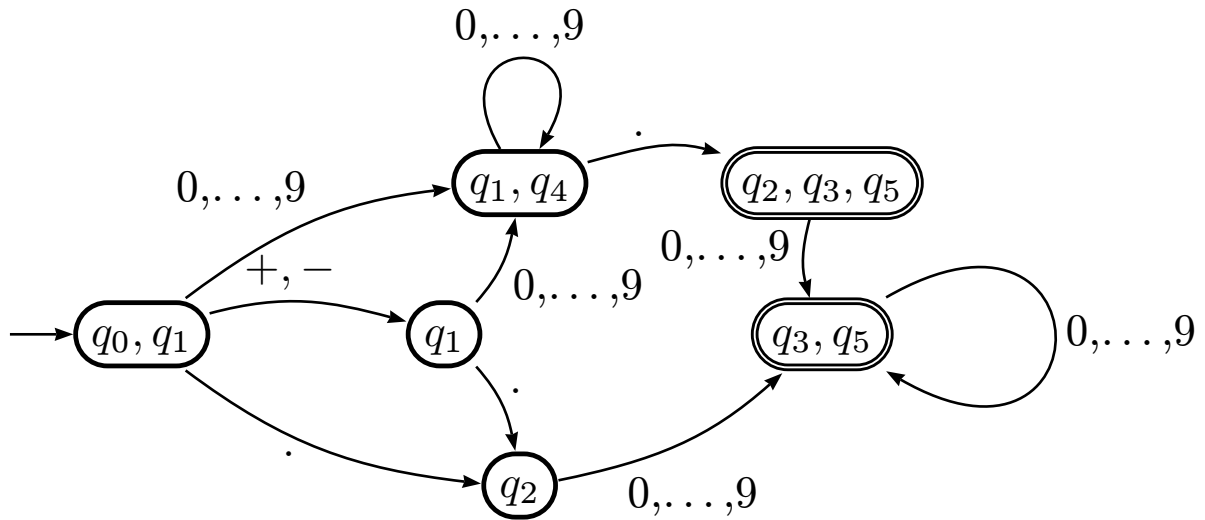 0,...,9
.
q1, q4
q2, q3, q5
0,...,9
0,...,9
+, −
0,...,9
q0, q1
q1
q3, q5
0,...,9
.
.
q2
0,...,9